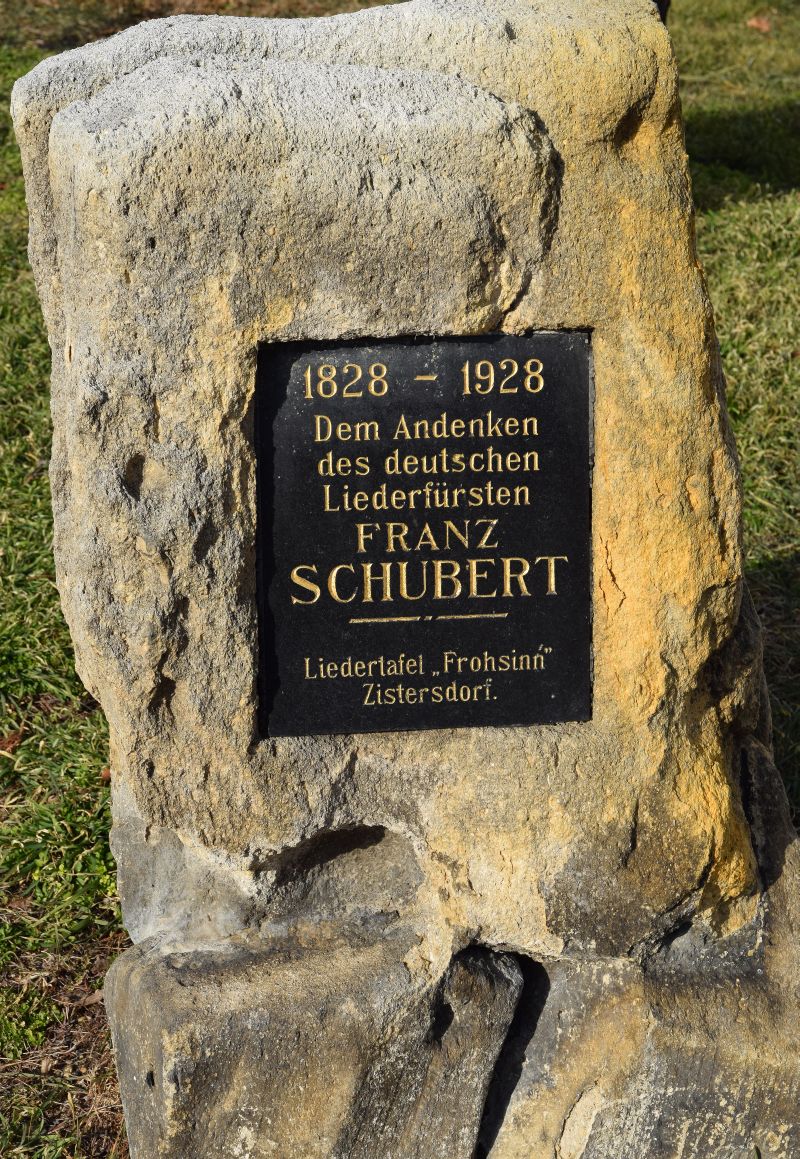 1828 – 1928
Dem Andenken
des deutschen
Liederfürsten
FRANZ
SCHUBERT
Liedertafel „Frohsinn”
Zistersdorf.